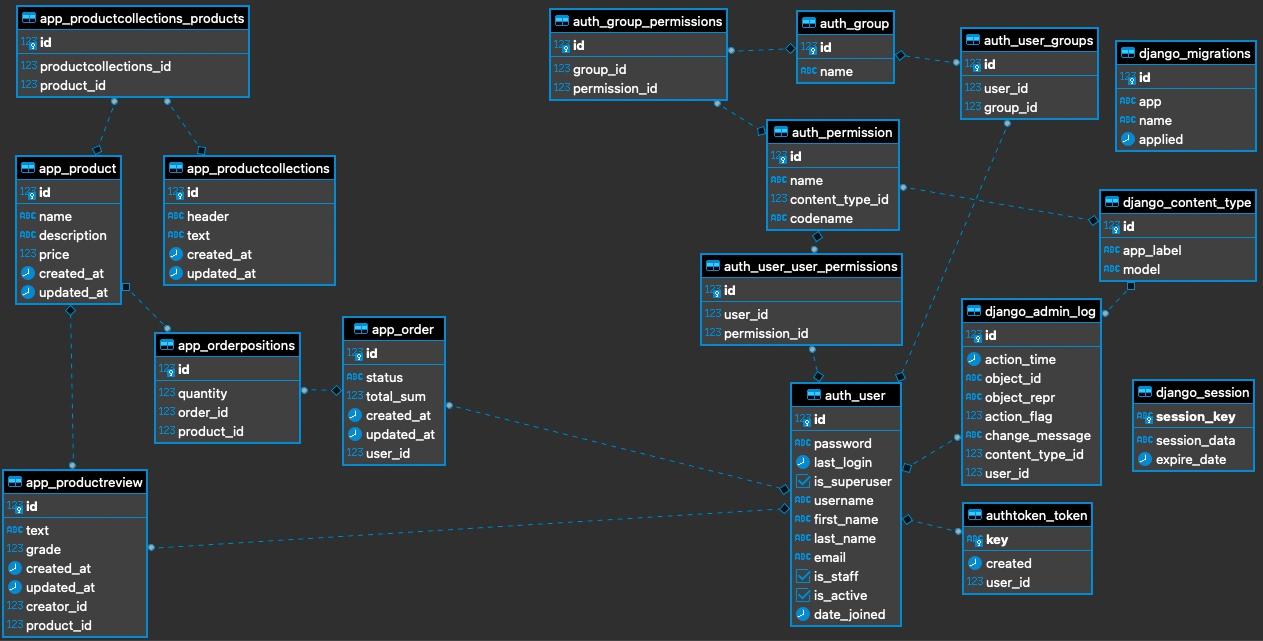 app_productcollections_products
123 id
123 productcollections_id
123 product_id
auth_group_permissions
123 id
123 group_id
123 permission_id
auth_group
123 id
ABC name
auth_user_groups
123 id
123 user_id
123 group_id
django_migrations
123 id
ABC app
ABC name
applied
auth_permission
123 id
ABC name
123 content_type_id
ABC codename
app_product
123 id
ABC name
ABC description
123 price
created_at
updated_at
app_productcollections
123 id
ABC header
ABC text
created_at
updated_at
django_content_type
123 id
ABC app_label
ABC model
auth_user_user_permissions
123 id
123 user_id
123 permission_id
django_admin_log
123 id
action_time
ABC object_id
ABC object_repr
123 action_flag
ABC change_message
123 content_type_id
123 user_id
app_orderpositions
123 id
123 quantity
123 order_id
123 product_id
app_order
123 id
ABC status
123 total_sum
created_at
updated_at
123 user_id
auth_user
123 id
ABC password
last_login
is_superuser
ABC username
ABC first_name
ABC last_name
ABC email
is_staff
is_active
date_joined
django_session
ABC session_key
ABC session_data
expire_date
app_productreview
123 id
ABC text
123 grade
created_at
updated_at
123 creator_id
123 product_id
authtoken_token
ABC key
created
123 user_id